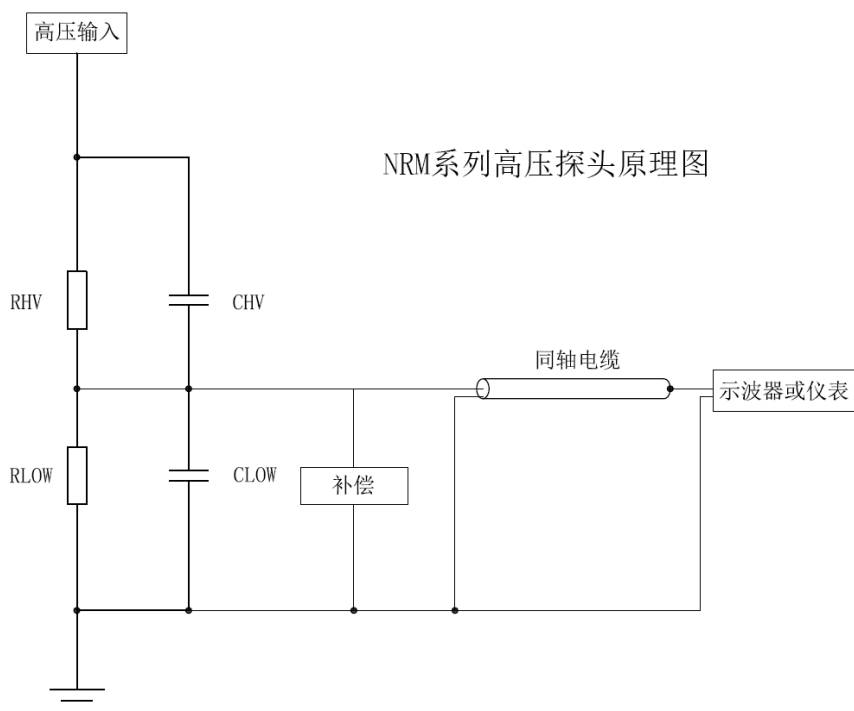 高压输入
NRM系列高压探头原理图
RHV
CHV
同轴电缆
示波器或仪表
RLOW
CLOW
补偿